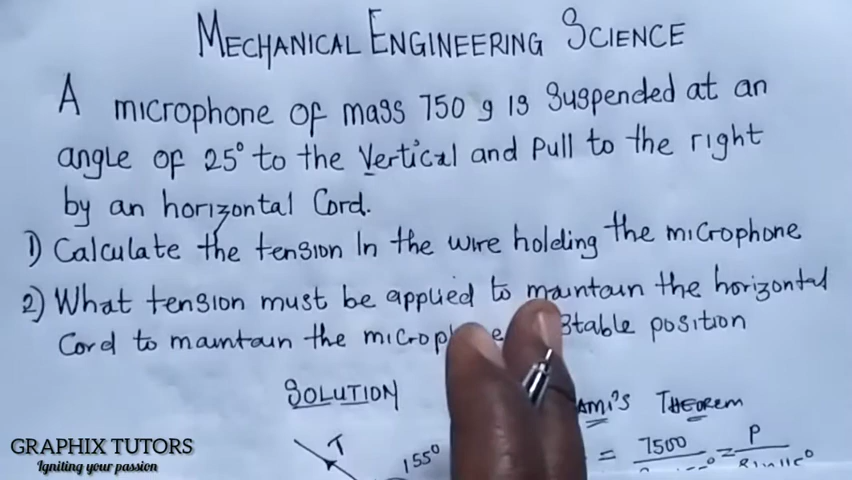 MECHANICAL ENGINEERING SCIENCE
A microphone of mass 750 g is suspended at an
angle of 25° to the Vertical and Pull to the right
by an horizontal Cord.
1) Calculate the tension In the wire holding the microphone
2) What tension must be applied to maintain the horizontal
Cord to maintain the stable position
SOLUTION
THEOREM
T
155°
= 7500 = P
GRAPHIX TUTORS
Igniting your passion